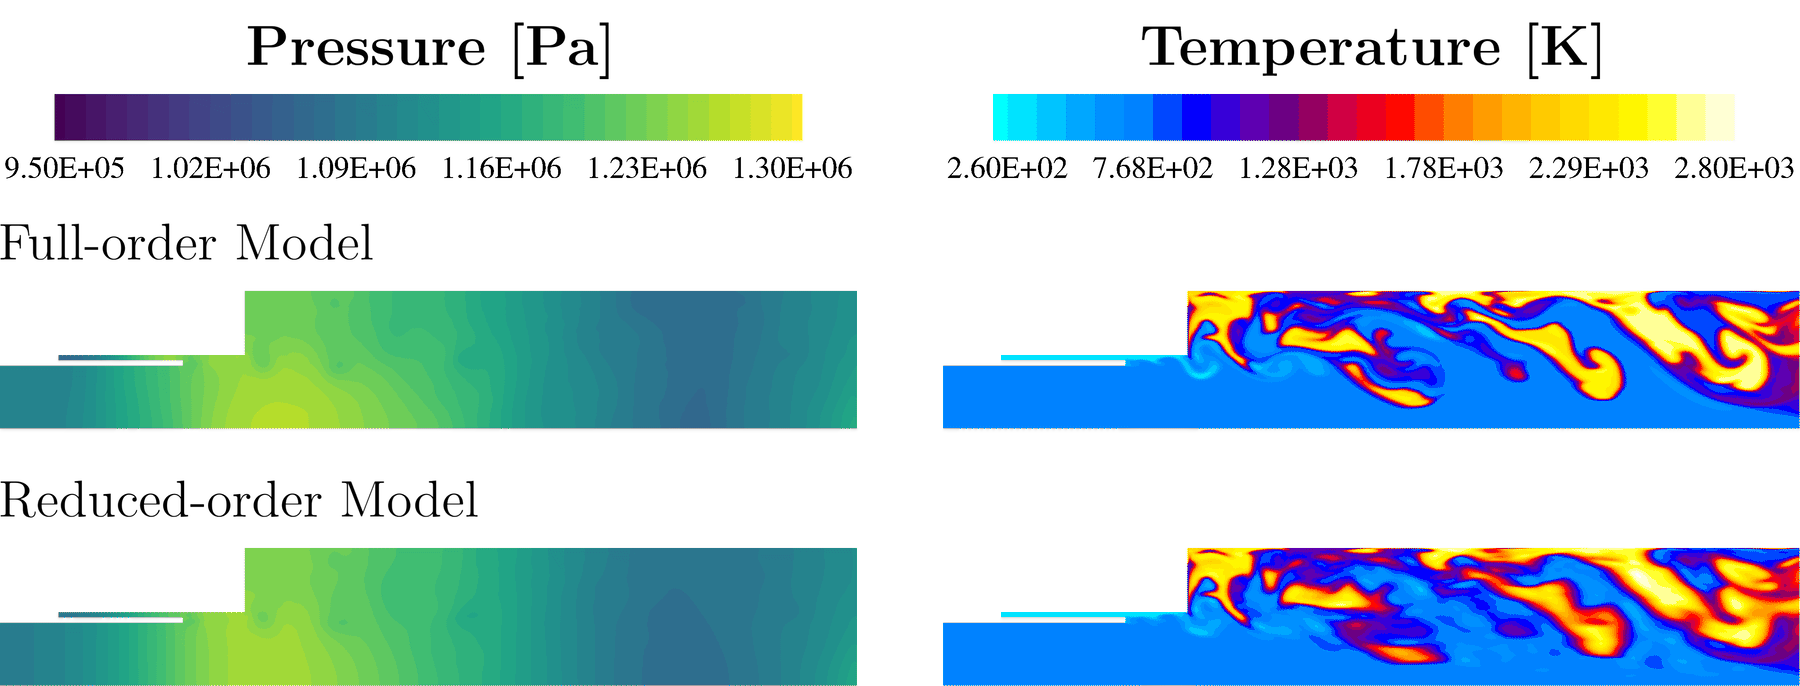 Pressure [Pa]
9.50E+05 1.02E+06 1.09E+06 1.16E+06 1.23E+06 1.30E+06
Temperature [K]
2.60E+02 7.68E+02 1.28E+03 1.78E+03 2.29E+03 2.80E+03
Full-order Model
Reduced-order Model